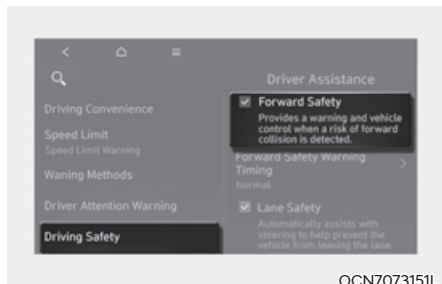 Driver Assistance
Driving Convenience
Speed Limit
Speed Limit Warning
Waning Methods
Driver Attention Warning
Driving Safety
Forward Safety
Provides a warning and vehicle
control when a risk of forward
collision is detected.
Forward Safety Warning
Timing
Normal
Lane Safety
Automatically assists with
steering to help prevent the
vehicle from leaving the lane.
OCN7073151L